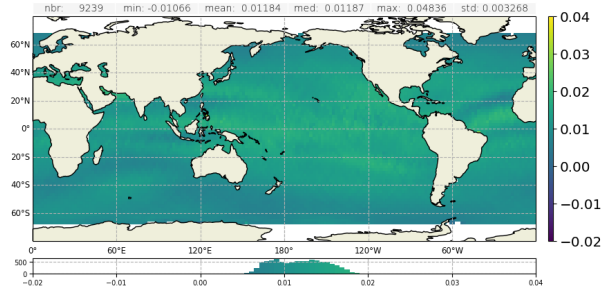 nbr: 9239 min: -0.01066 mean: 0.01184 med: 0.01187 max: 0.04836 std: 0.003268
0.04
60°N
0.03
40°N
20°N
0.02
0°
0.01
20°S
0.00
40°S
60°S
−0.01
−0.02
0° 60°E 120°E 180° 120°W 60°W
500
0
−0.02 −0.01 0.00 0.01 0.02 0.03 0.04